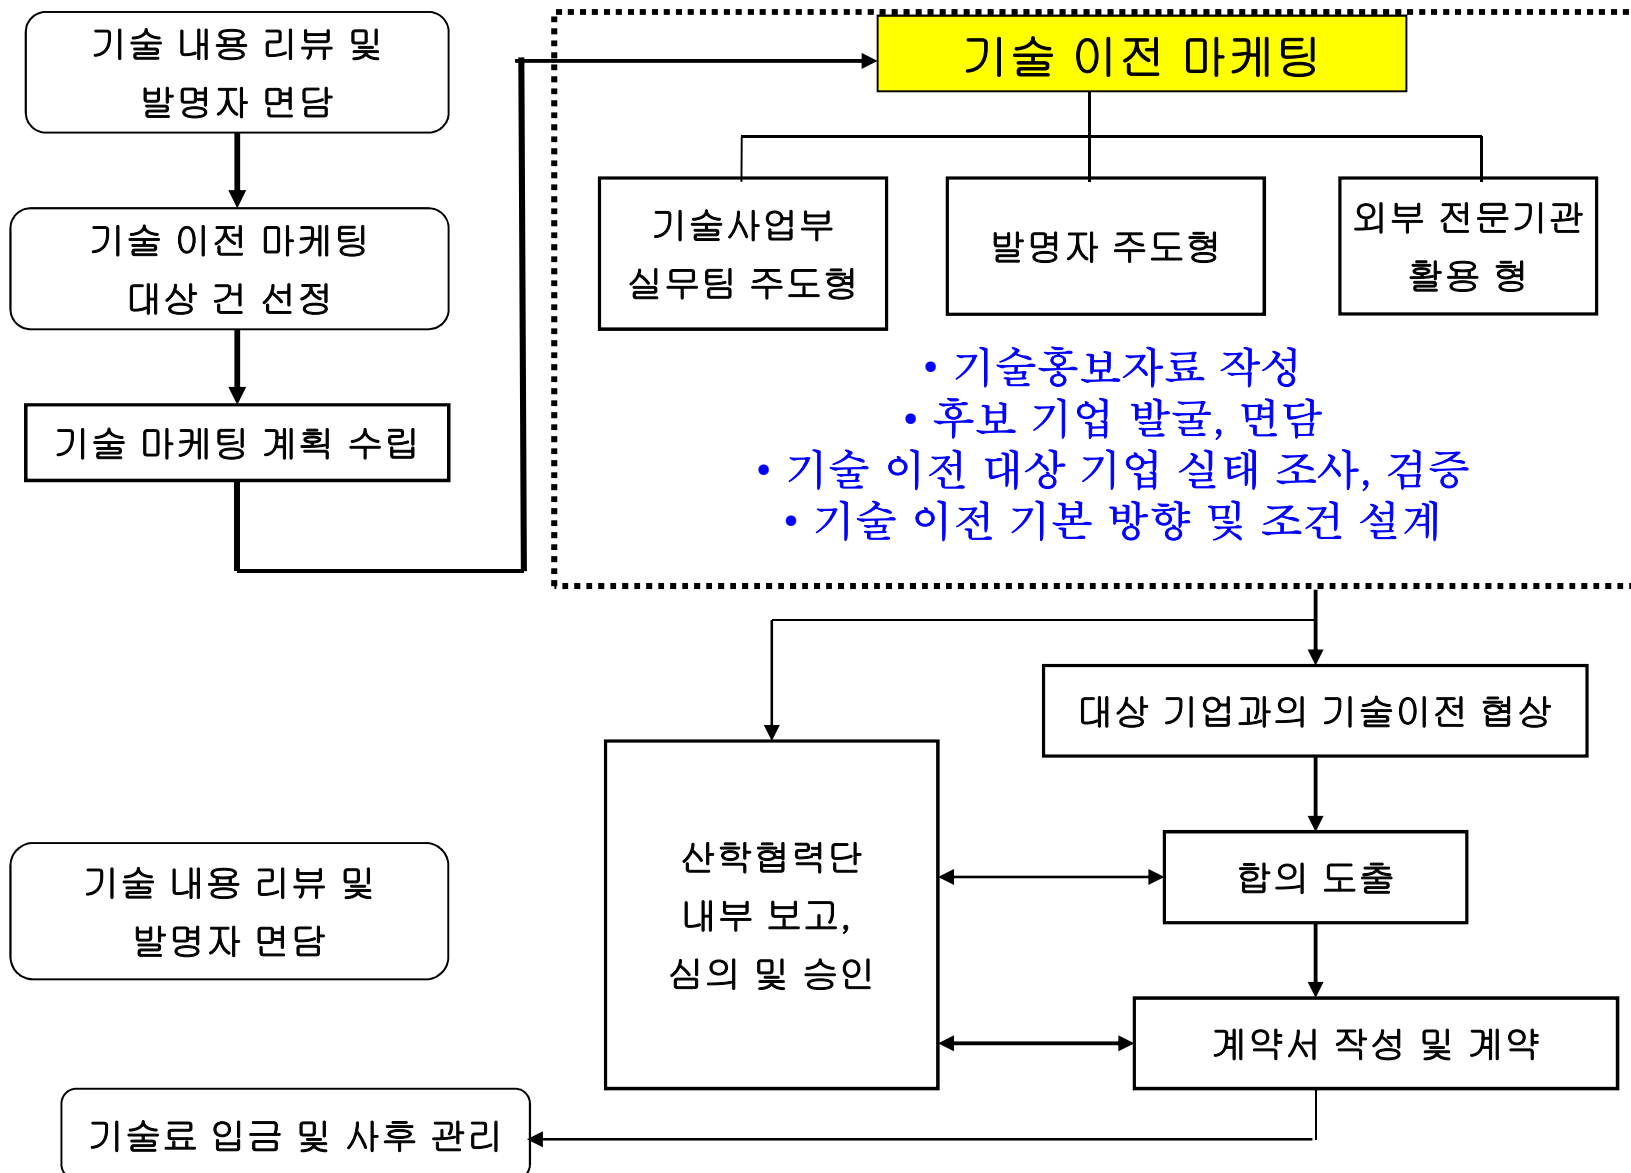 기술 내용 리뷰 및
발명자 면담
기술 이전 마케팅
대상 건 선정
기술 마케팅 계획 수립
기술 이전 마케팅
기술사업부
실무팀 주도형
발명자 주도형
외부 전문기관
활용 형
• 기술홍보자료 작성
• 후보 기업 발굴, 면담
• 기술 이전 대상 기업 실태 조사, 검증
• 기술 이전 기본 방향 및 조건 설계
대상 기업과의 기술이전 협상
산학협력단
내부 보고,
심의 및 승인
합의 도출
계약서 작성 및 계약
기술 내용 리뷰 및
발명자 면담
기술료 입금 및 사후 관리